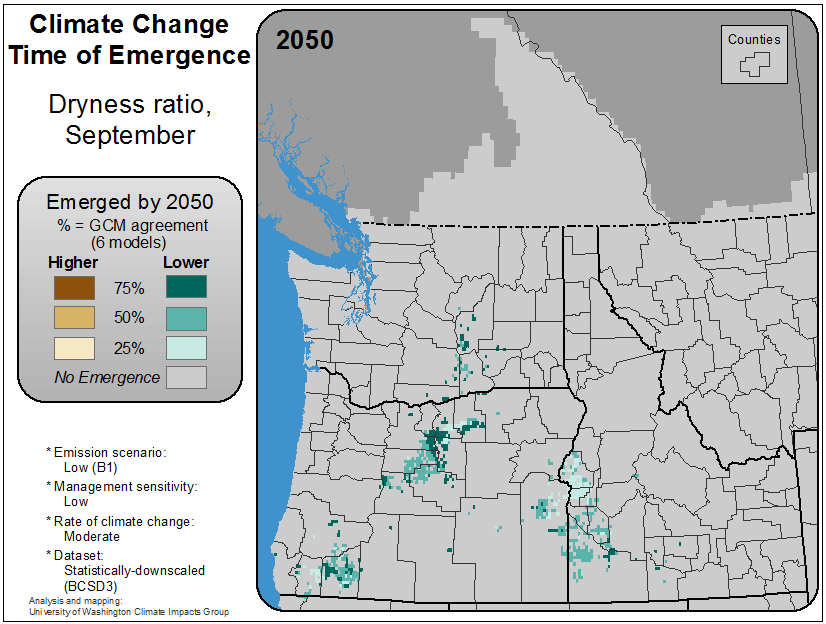 Climate Change
Time of Emergence
Dryness ratio,
September
Emerged by 2050
% = GCM agreement
(6 models)
Higher Lower
75%
50%
25%
No Emergence
* Emission scenario:
Low (B1)
* Management sensitivity:
Low
* Rate of climate change:
Moderate
* Dataset:
Statistically-downscaled
(BCSD3)
Analysis and mapping:
University of Washington Climate Impacts Group
2050
Counties